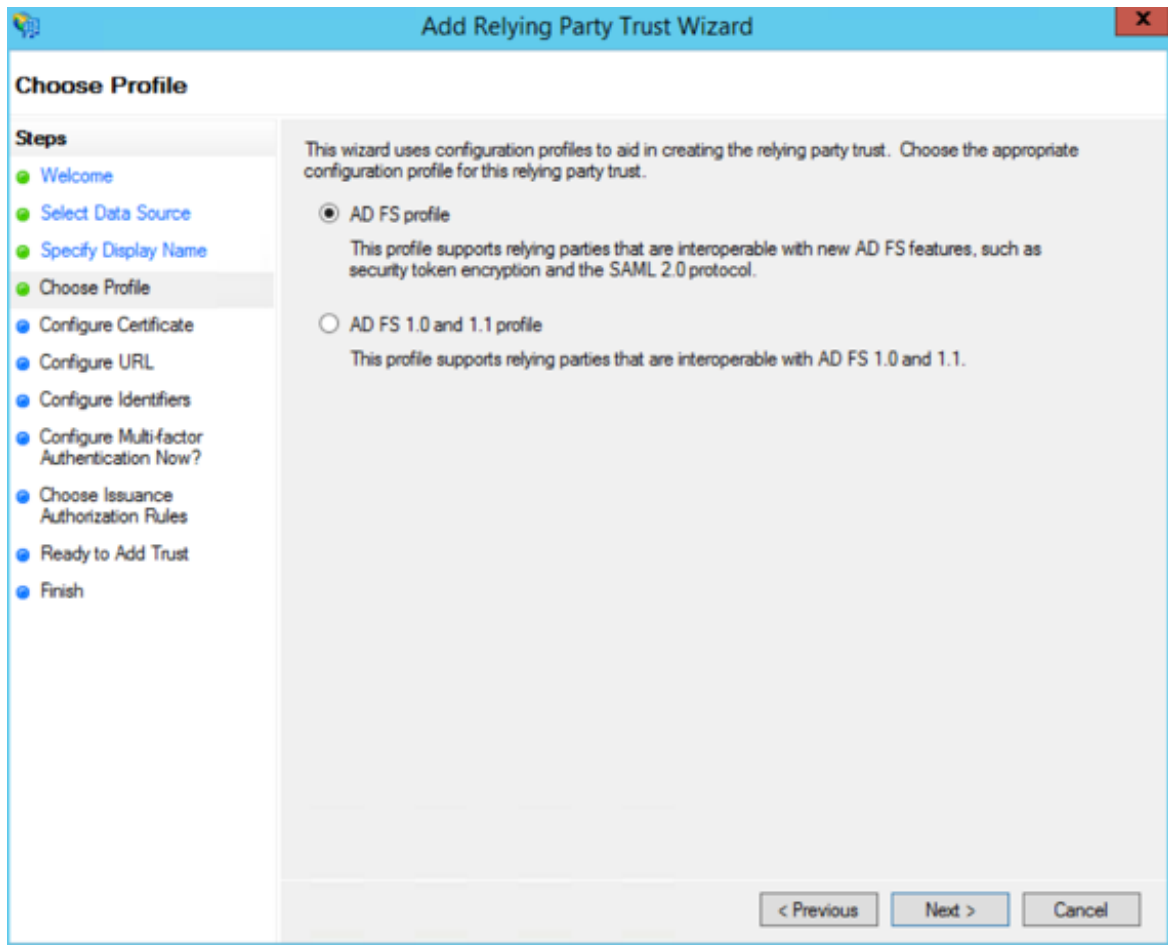 Add Relying Party Trust Wizard
x
Choose Profile
Steps
Welcome
Select Data Source
Specify Display Name
Choose Profile
Configure Certificate
Configure URL
Configure Identifiers
Configure Multi-factor
Authentication Now?
Choose Issuance
Authorization Rules
Ready to Add Trust
Finish
This wizard uses configuration profiles to aid in creating the relying party trust.  Choose the appropriate
configuration profile for this relying party trust.
AD FS profile
This profile supports relying parties that are interoperable with new AD FS features, such as
security token encryption and the SAML 2.0 protocol.
AD FS 1.0 and 1.1 profile
This profile supports relying parties that are interoperable with AD FS 1.0 and 1.1.
< Previous
Next >
Cancel